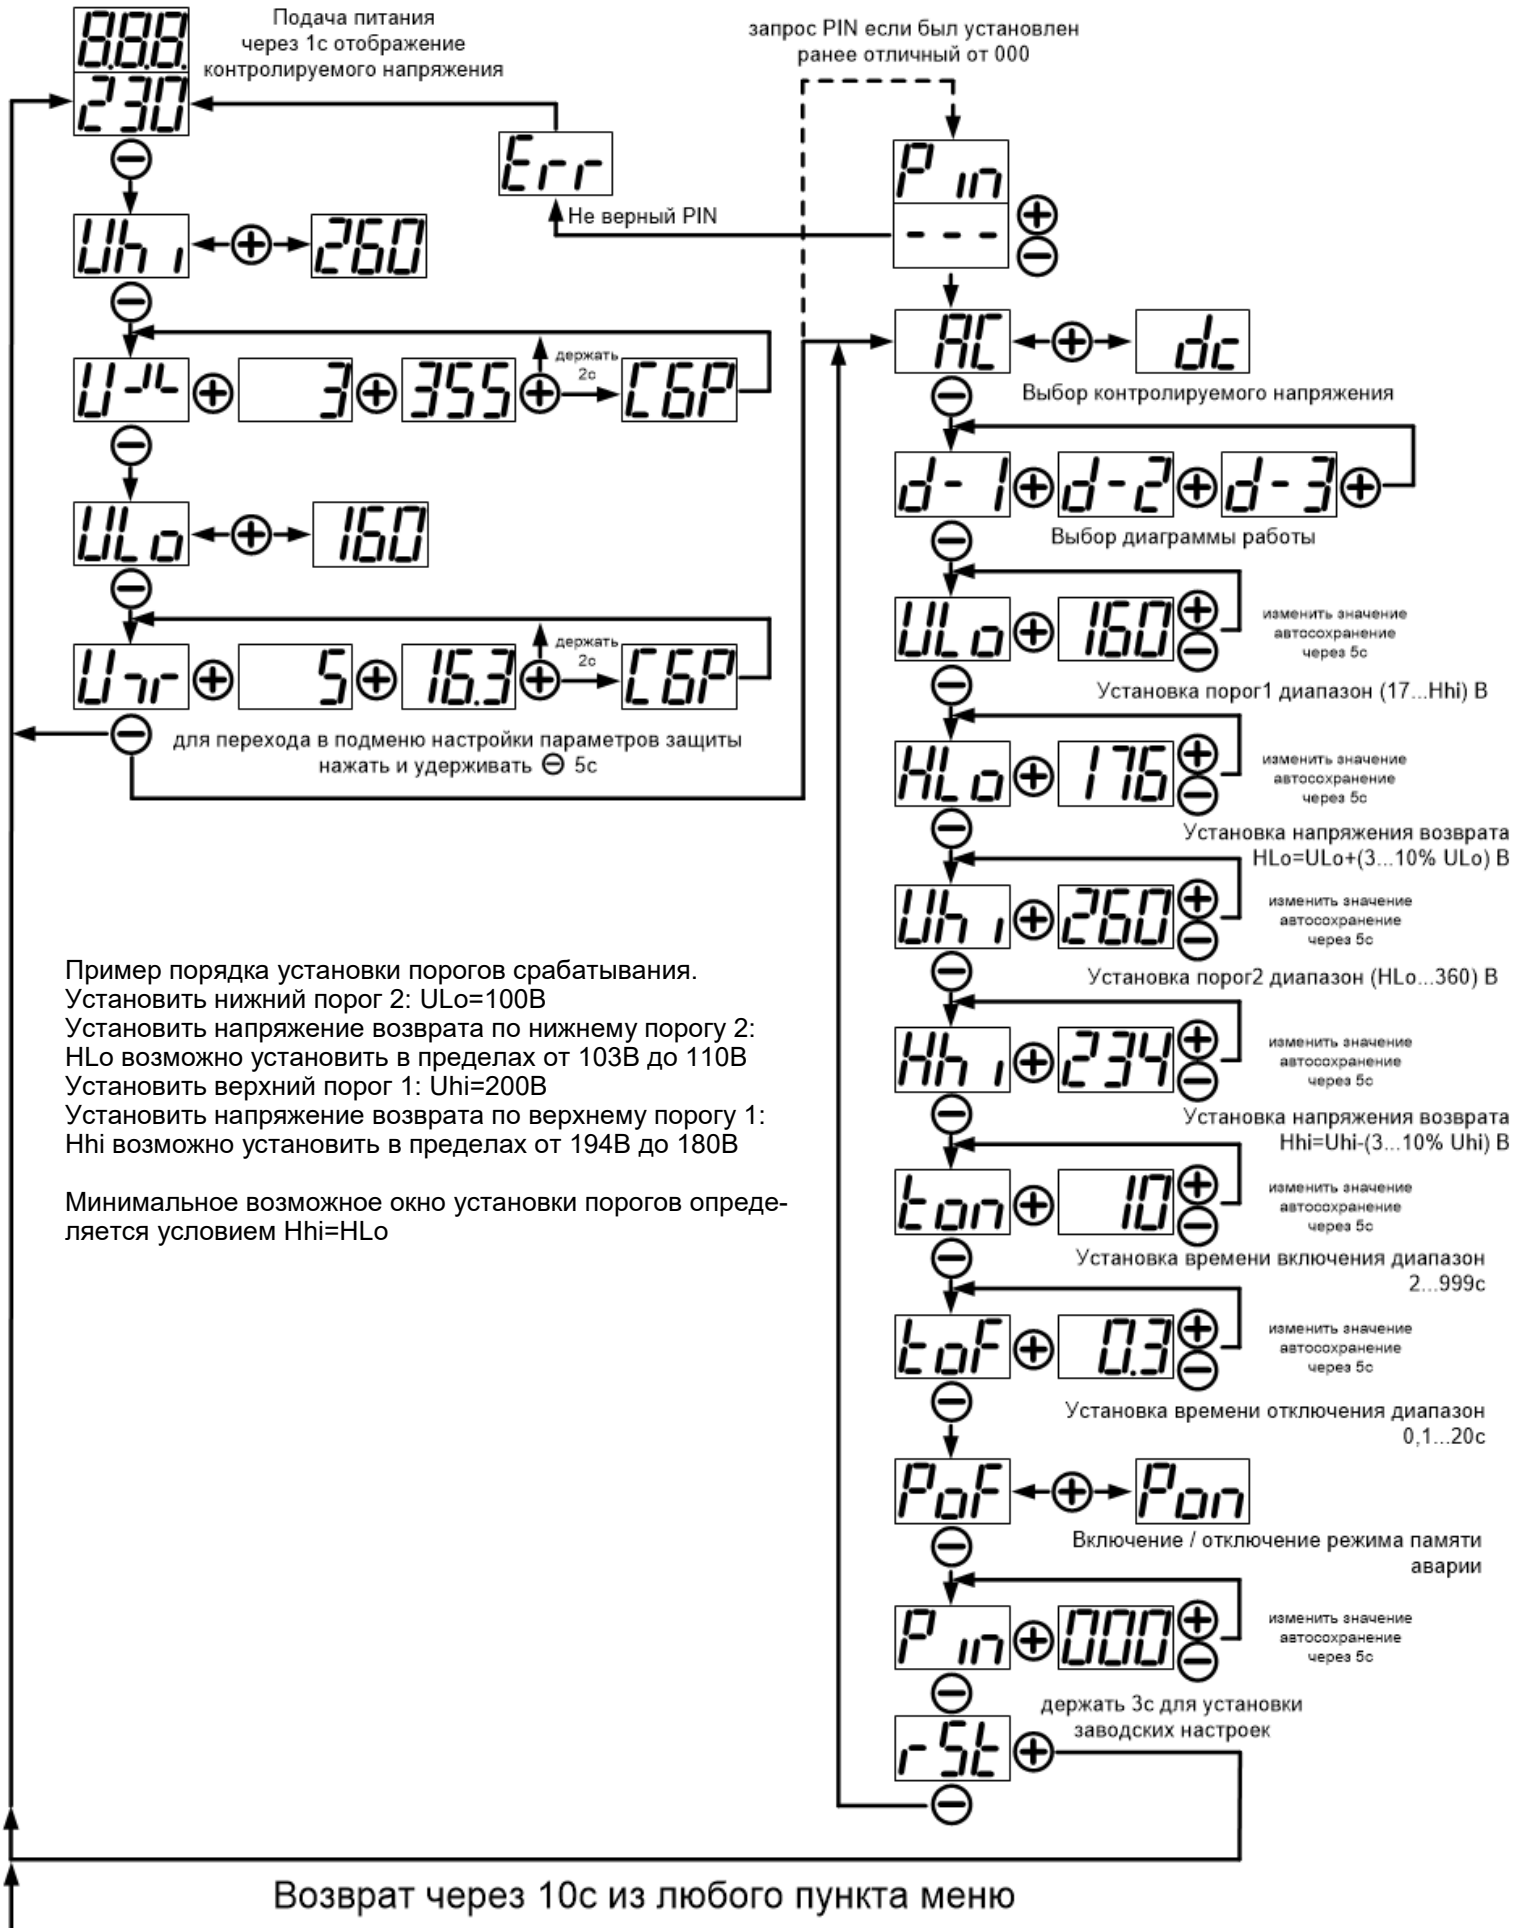 Подача питания
через 1с отображение
контролируемого напряжения
запрос PIN если был установлен
ранее отличный от 000
8.8.8.
230
Err
Не верный PIN
P in
- - -
Uhi
260
AC
dc
Выбор контролируемого напряжения
3
355
держать
2с
СБР
d-1
d-2
d-3
Выбор диаграммы работы
ULo
160
ULo
160
изменить значение
автосохранение
через 5с
Установка порог1 диапазон (17...Hhi) В
5
16.3
держать
2с
СБР
для перехода в подменю настройки параметров защиты
нажать и удерживать ⊖ 5с
HLo
176
изменить значение
автосохранение
через 5с
Установка напряжения возврата
HLo=ULo+(3...10% ULo) В
Uhi
260
изменить значение
автосохранение
через 5с
Установка порог2 диапазон (HLo...360) В
Пример порядка установки порогов срабатывания.
Установить нижний порог 2: ULo=100В
Установить напряжение возврата по нижнему порогу 2:
HLo возможно установить в пределах от 103В до 110В
Установить верхний порог 1: Uhi=200В
Установить напряжение возврата по верхнему порогу 1:
Hhi возможно установить в пределах от 194В до 180В
Минимальное возможное окно установки порогов опреде-
ляется условием Hhi=HLo
Hhi
234
изменить значение
автосохранение
через 5с
Установка напряжения возврата
Hhi=Uhi-(3...10% Uhi) В
ton
10
изменить значение
автосохранение
через 5с
Установка времени включения диапазон
2...999с
toF
0.3
изменить значение
автосохранение
через 5с
Установка времени отключения диапазон
0,1...20с
PoF
Pon
Включение / отключение режима памяти
аварии
P in
000
изменить значение
автосохранение
через 5с
rSt
держать 3с для установки
заводских настроек
Возврат через 10с из любого пункта меню